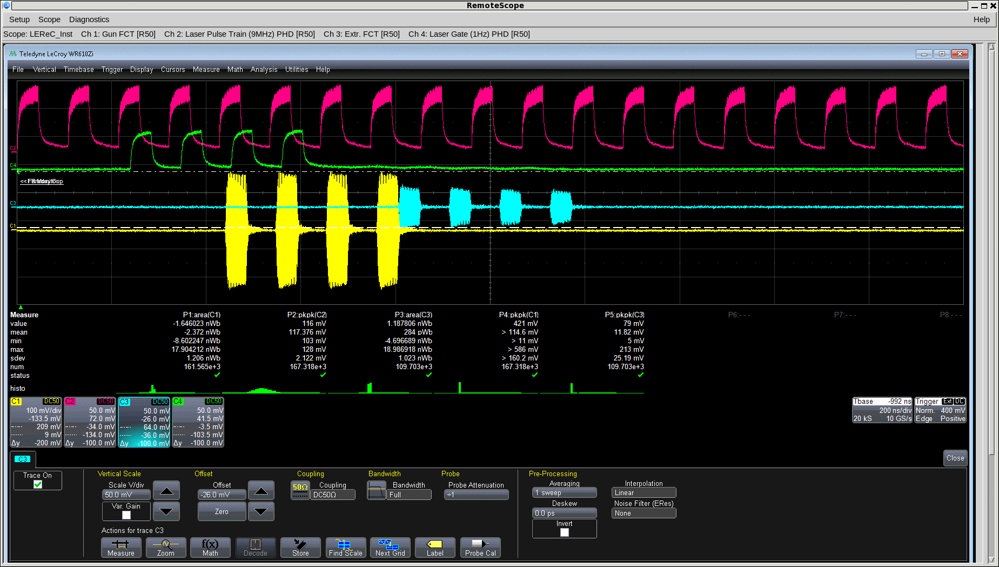 RemoteScope
Setup Scope Diagnostics Help
Scope: LEReC_Inst Ch 1: Gun FCT [R50] Ch 2: Laser Pulse Train (9MHz) PHD [R50] Ch 3: Extr. FCT [R50] Ch 4: Laser Gate (1Hz) PHD [R50]
Teledyne LeCroy WR610Zi
File Vertical Timebase Trigger Display Cursors Measure Math Analysis Utilities Help
C2
C4
<<
C3
C1
Measure P1:area(C1) P2:pkpk(C2) P3:area(C3) P4:pkpk(C1) P5:pkpk(C3) P6:--- P7:--- P8:---
value -1.646023 nWb 116 mV 1.187806 nWb 421 mV 79 mV
mean -2.372 nWb 117.376 mV 284 pWb > 114.6 mV 11.82 mV
min -8.602247 nWb 103 mV -4.696689 nWb > 11 mV 5 mV
max 17.904212 nWb 128 mV 18.986918 nWb > 586 mV 213 mV
sdev 1.206 nWb 2.122 mV 1.023 nWb > 160.2 mV 25.19 mV
num 161.565e+3 167.318e+3 109.703e+3 167.318e+3 109.703e+3
status
histo
C1 DC50 C2 DC50 C3 DC50 C4 DC50 Tbase -992 ns Trigger Ext DC
100 mV/div 50.0 mV 50.0 mV 50.0 mV 200 ns/div Norm. 400 mV
-133.5 mV 72.0 mV -26.0 mV 41.5 mV 20 kS 10 GS/s Edge Positive
209 mV -34.0 mV 64.0 mV -3.5 mV
9 mV -134.0 mV -36.0 mV -103.5 mV
Δy -200 mV Δy -100.0 mV Δy -100.0 mV Δy -100.0 mV
C3 Close
Trace On Vertical Scale Offset Coupling Bandwidth Probe Pre-Processing
Scale V/div Offset 50Ω Coupling Bandwidth Probe Attenuation Averaging Interpolation
50.0 mV -26.0 mV DC50Ω Full ÷1 1 sweep Linear
Var. Gain Zero Deskew Noise Filter (ERes)
0.0 ps None
Invert
Actions for trace C3
f(x)
Measure Zoom Math Decode Store Find Scale Next Grid Label Probe Cal